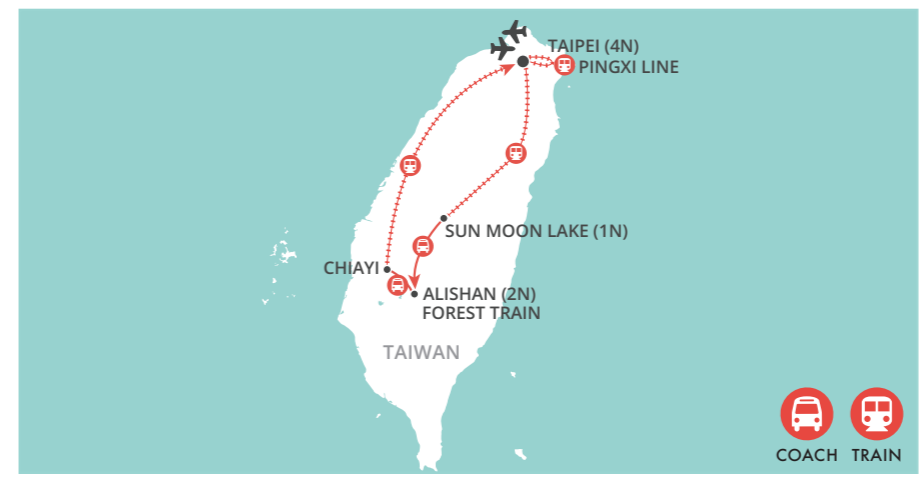 TAIPEI (4N)
PINGXI LINE
SUN MOON LAKE (1N)
CHIAYI
ALISHAN (2N)
FOREST TRAIN
TAIWAN
COACH
TRAIN